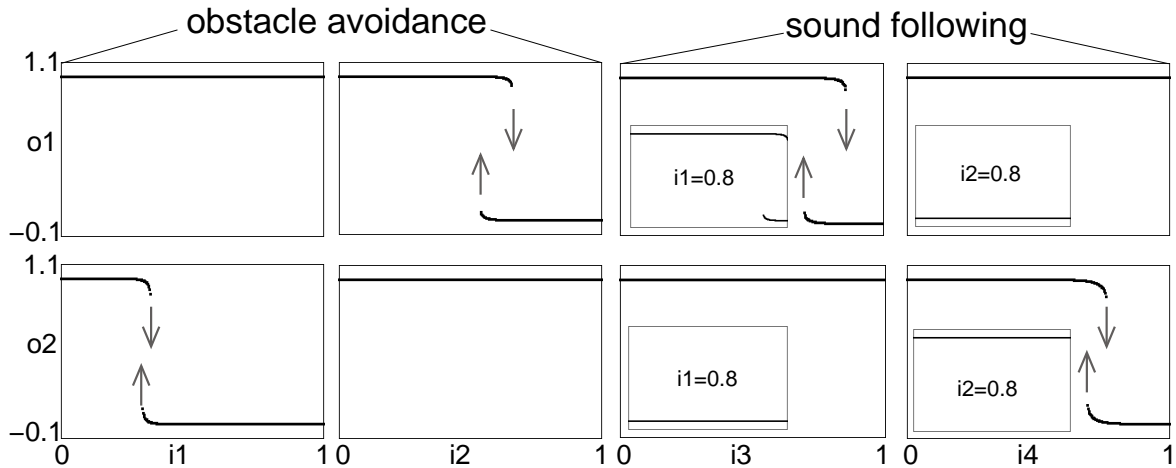 obstacle avoidance sound following
1.1
o1
i1=0.8 i2=0.8
−0.1
1.1
o2
i1=0.8 i2=0.8
−0.1
0 i1 1 0 i2 1 0 i3 1 0 i4 1